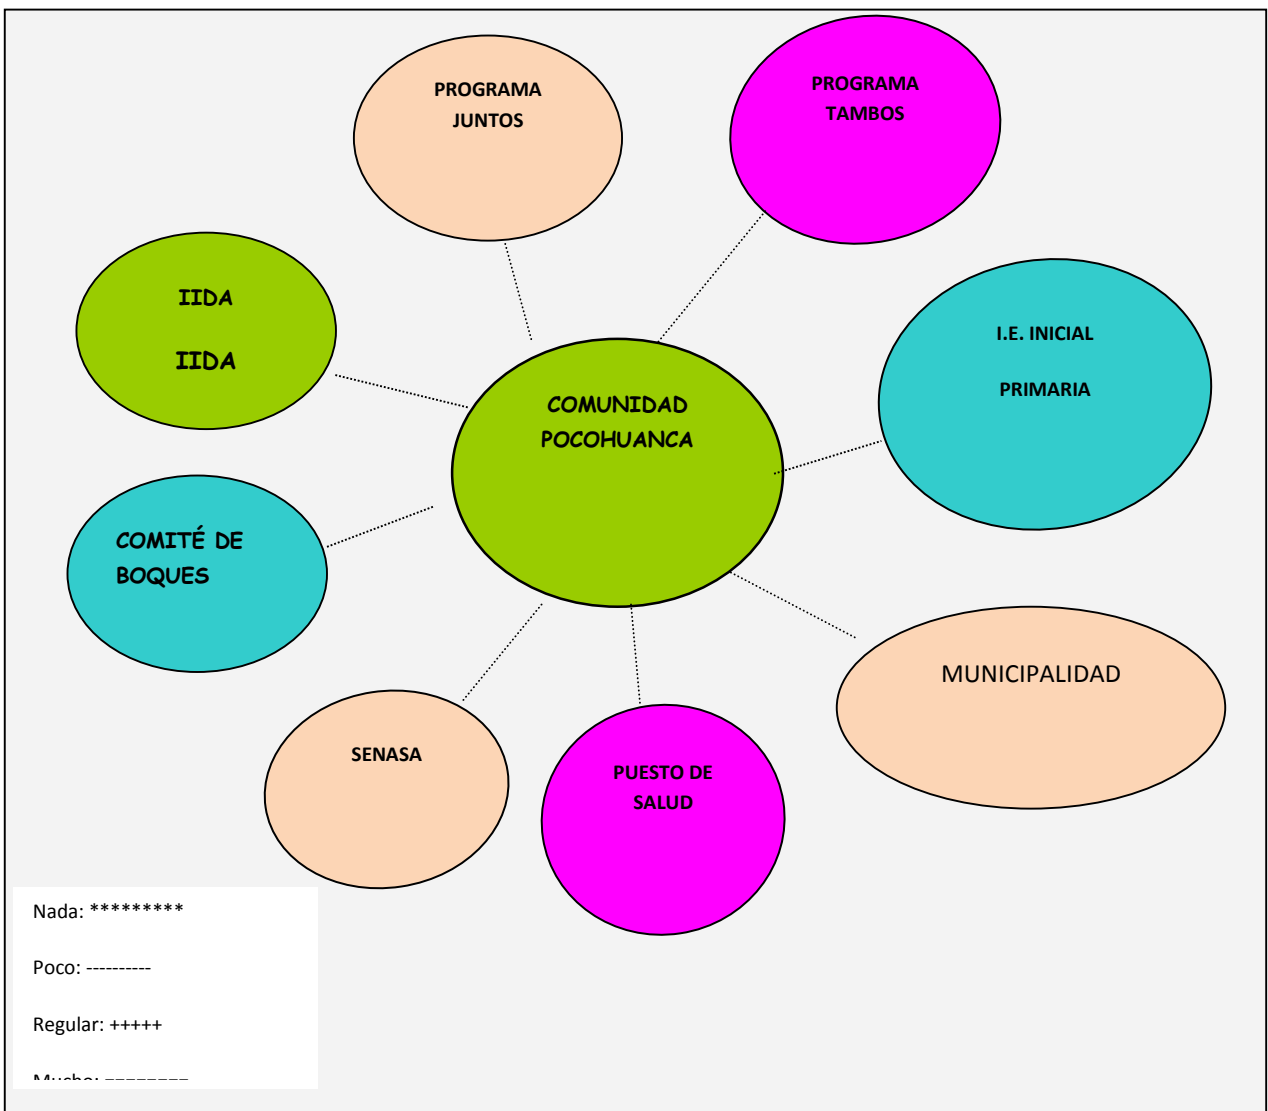 PROGRAMA
JUNTOS
PROGRAMA
TAMBOS
IIDA
IIDA
I.E. INICIAL
PRIMARIA
COMUNIDAD
POCOHUANCA
COMITÉ DE
BOQUES
MUNICIPALIDAD
SENASA
PUESTO DE
SALUD
Nada: *********
Poco: ----------
Regular: +++++
Mucho: ========